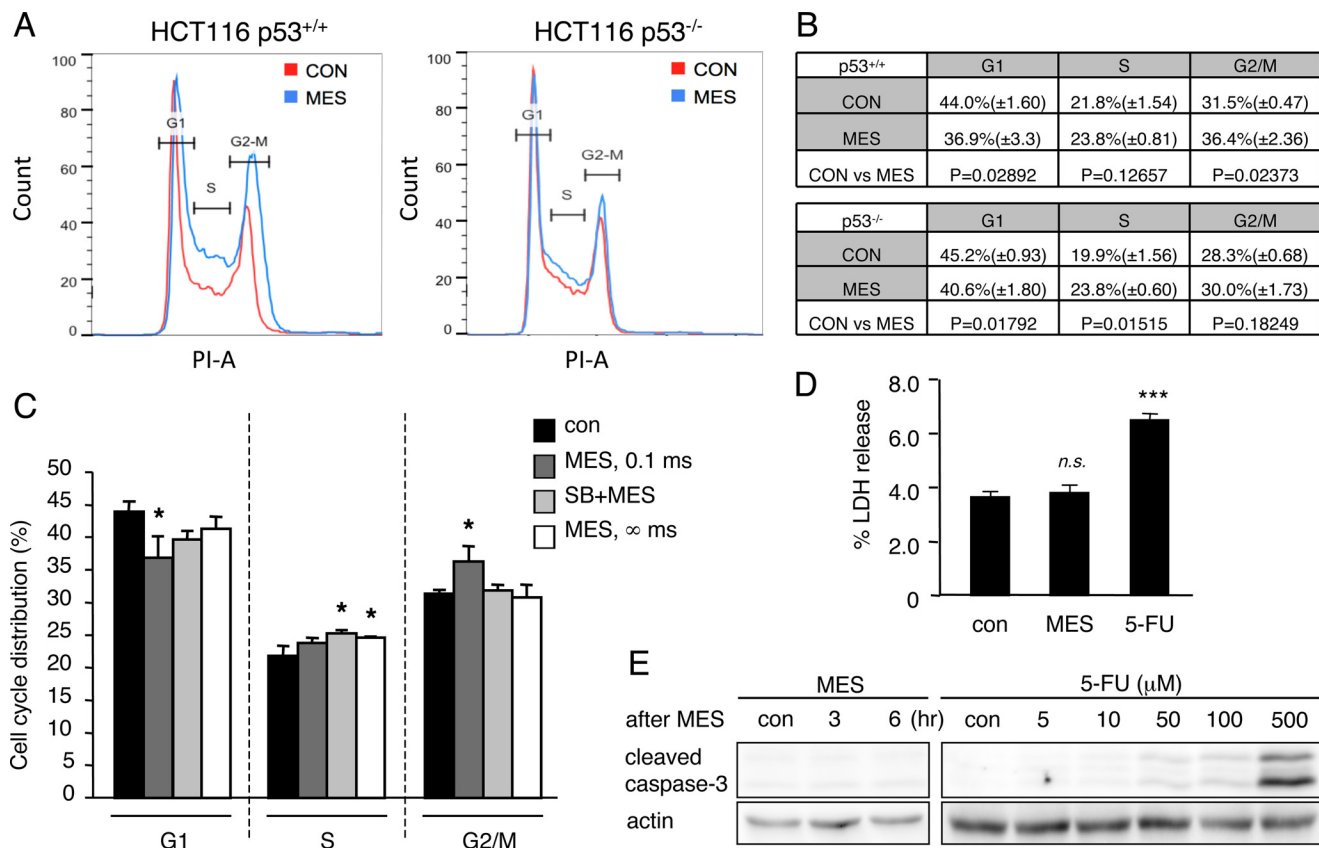 A
HCT116 p53+/+
HCT116 p53-/-
CON
MES
CON
MES
100
80
60
40
20
0
Count
G1
S
G2-M
PI-A
100
80
60
40
20
0
Count
G1
S
G2-M
PI-A
B
p53+/+ G1 S G2/M
CON 44.0%(±1.60) 21.8%(±1.54) 31.5%(±0.47)
MES 36.9%(±3.3) 23.8%(±0.81) 36.4%(±2.36)
CON vs MES P=0.02892 P=0.12657 P=0.02373
p53-/- G1 S G2/M
CON 45.2%(±0.93) 19.9%(±1.56) 28.3%(±0.68)
MES 40.6%(±1.80) 23.8%(±0.60) 30.0%(±1.73)
CON vs MES P=0.01792 P=0.01515 P=0.18249
C
con
MES, 0.1 ms
SB+MES
MES, ∞ ms
Cell cycle distribution (%)
50
45
40
35
30
25
20
15
10
5
0
*
* *
*
G1 S G2/M
D
% LDH release
8.0
6.0
4.0
2.0
0
n.s.
***
con MES 5-FU
E
MES 5-FU (μM)
after MES con 3 6 (hr) con 5 10 50 100 500
cleaved
caspase-3
actin